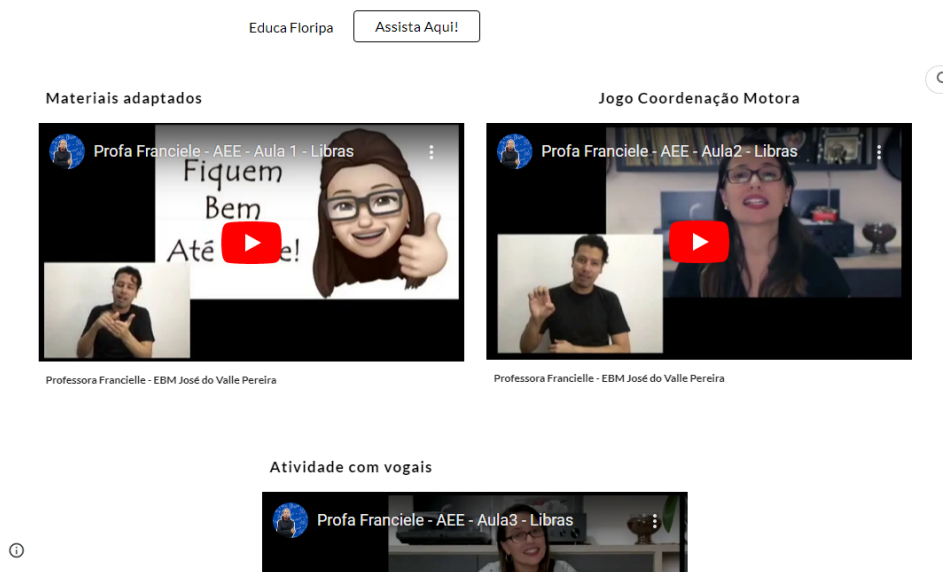 Educa Floripa
Assista Aqui!
Materiais adaptados
Jogo Coordenação Motora
Profa Franciele - AEE - Aula 1 - Libras
Fiquem
Bem
Até
e!
Profa Franciele - AEE - Aula2 - Libras
Professora Francielle - EBM José do Valle Pereira
Professora Francielle - EBM José do Valle Pereira
Atividade com vogais
Profa Franciele - AEE - Aula3 - Libras